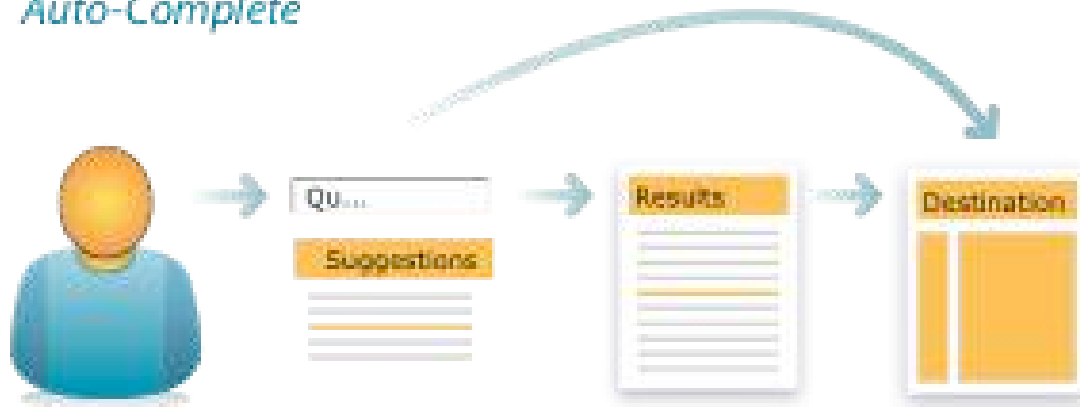 Auto-Complete
Qu...
Suggestions
Results
Destination